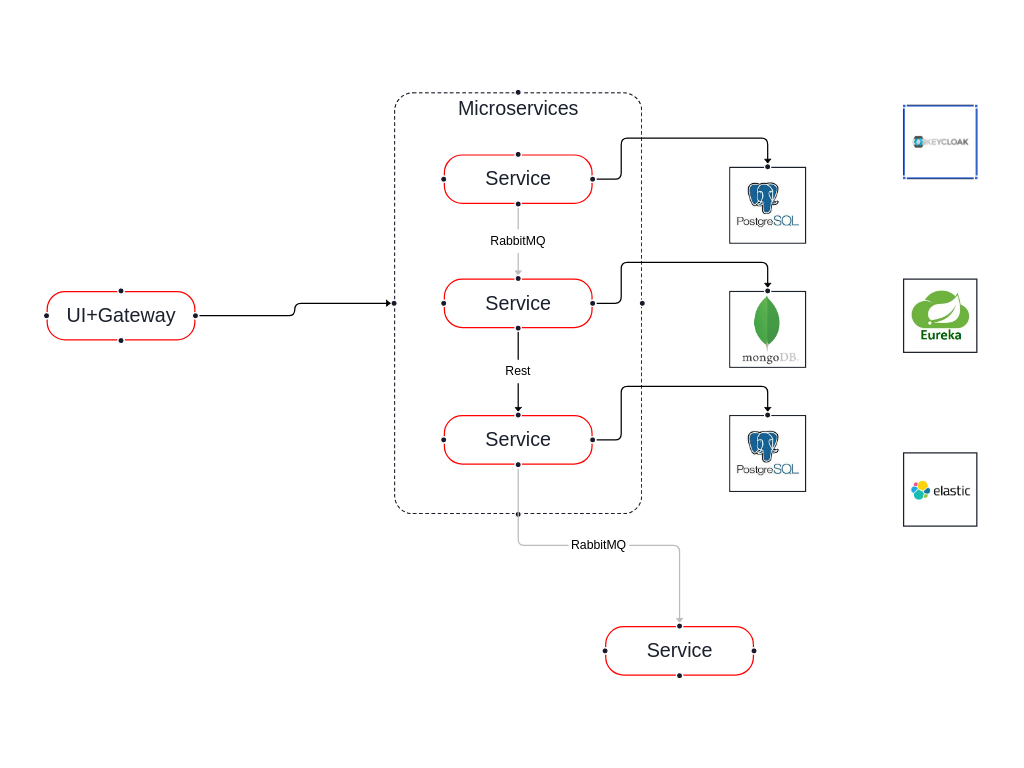 Microservices
Service
RabbitMQ
Service
Rest
Service
RabbitMQ
Service
UI+Gateway
PostgreSQL
mongoDB.
PostgreSQL
KEYCLOAK
Eureka
elastic